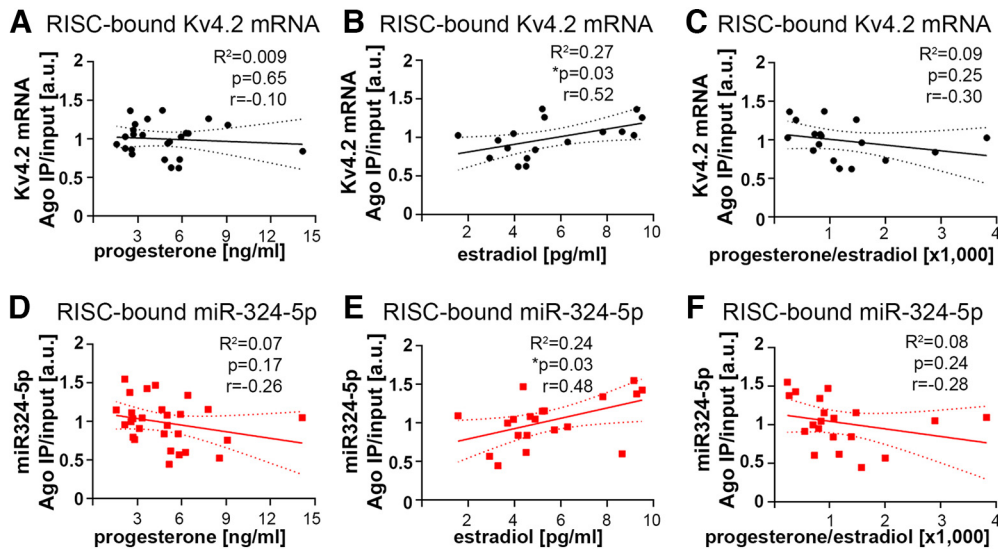 A RISC-bound Kv4.2 mRNA
R²=0.009
p=0.65
r=-0.10
Kv4.2 mRNA
Ago IP/input [a.u.]
2
1.5
1
0.5
0
3 6 9 12 15
progesterone [ng/ml]
B RISC-bound Kv4.2 mRNA
R²=0.27
*p=0.03
r=0.52
Kv4.2 mRNA
Ago IP/input [a.u.]
2
1.5
1
0.5
0
2 4 6 8 10
estradiol [pg/ml]
C RISC-bound Kv4.2 mRNA
R²=0.09
p=0.25
r=-0.30
Kv4.2 mRNA
Ago IP/input [a.u.]
2
1.5
1
0.5
0
1 2 3 4
progesterone/estradiol [x1,000]
D RISC-bound miR-324-5p
R²=0.07
p=0.17
r=-0.26
miR324-5p
Ago IP/input [a.u.]
2
1.5
1
0.5
0
3 6 9 12 15
progesterone [ng/ml]
E RISC-bound miR-324-5p
R²=0.24
*p=0.03
r=0.48
miR324-5p
Ago IP/input [a.u.]
2
1.5
1
0.5
0
2 4 6 8 10
estradiol [pg/ml]
F RISC-bound miR-324-5p
R²=0.08
p=0.24
r=-0.28
miR324-5p
Ago IP/input [a.u.]
2
1.5
1
0.5
0
1 2 3 4
progesterone/estradiol [x1,000]